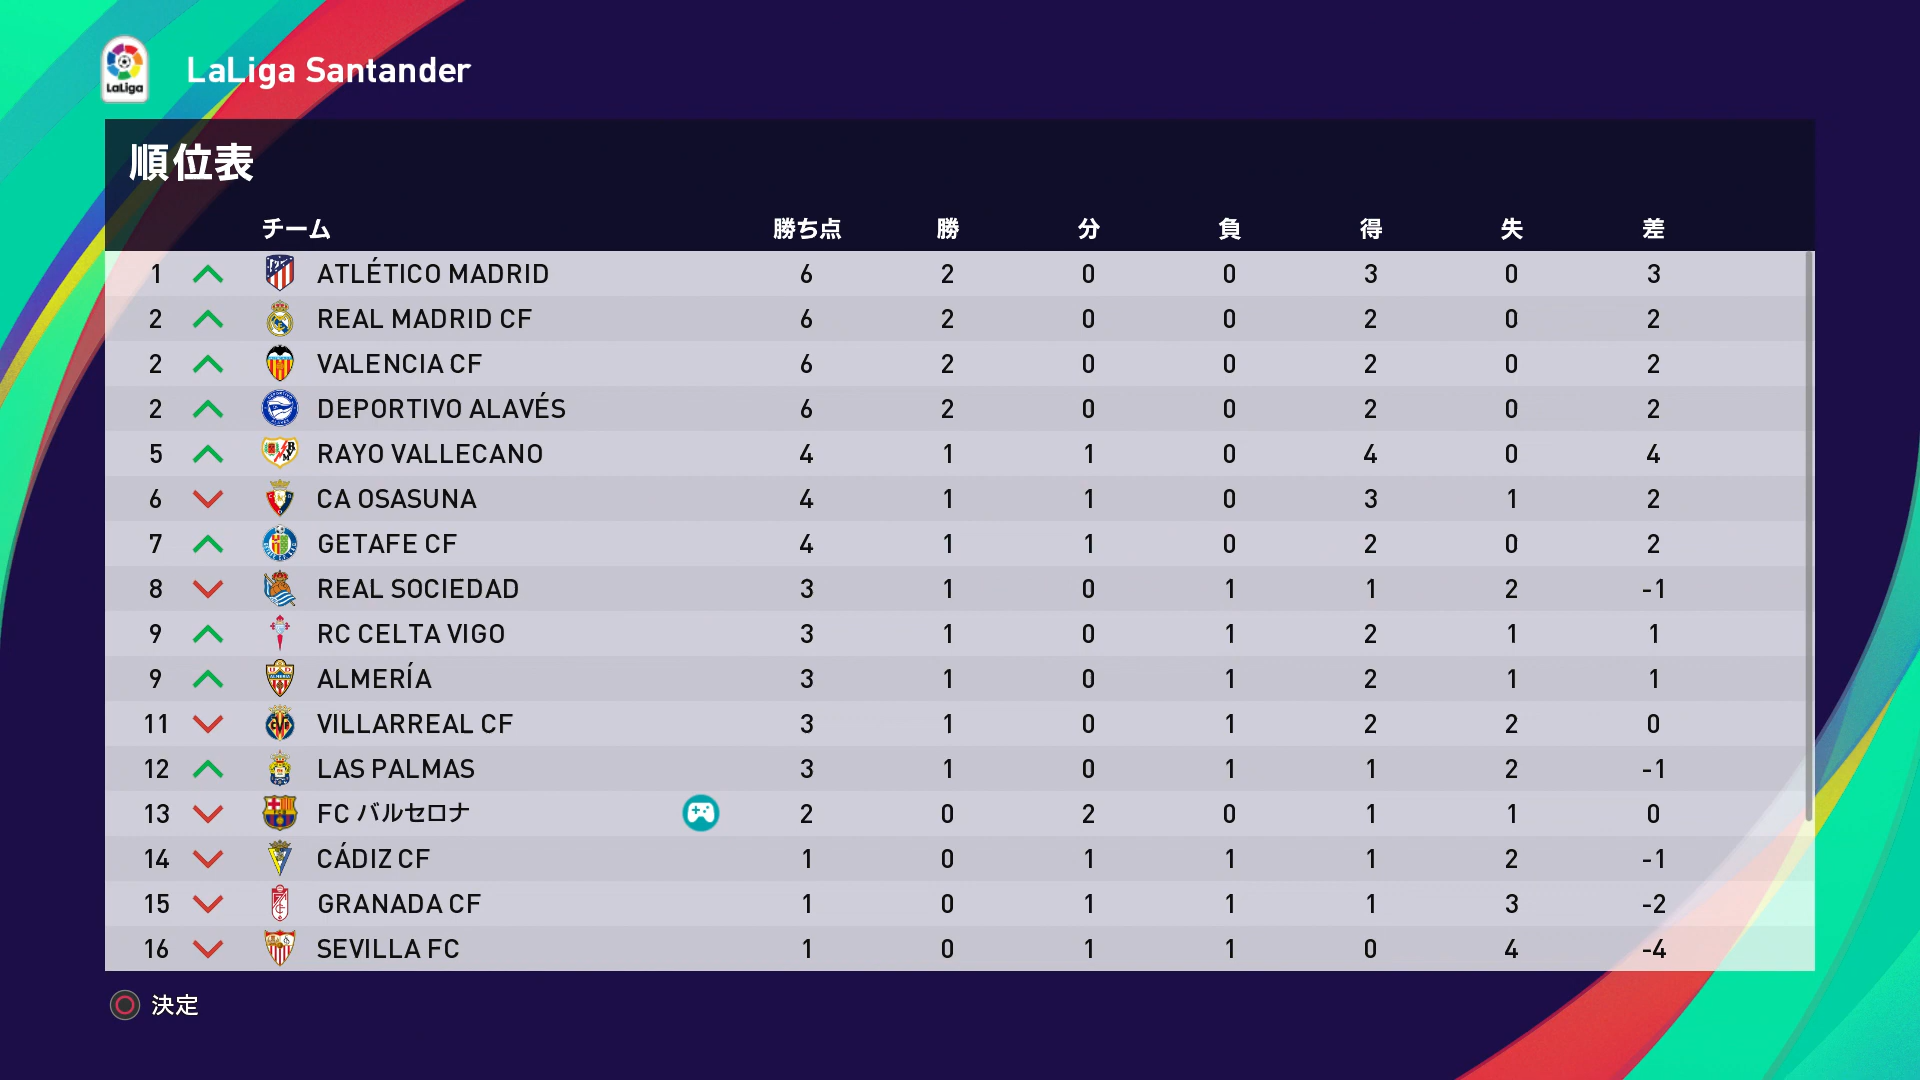 LaLiga
LaLiga Santander
順位表
チーム 勝ち点 勝 分 負 得 失 差
1 ATLÉTICO MADRID 6 2 0 0 3 0 3
2 REAL MADRID CF 6 2 0 0 2 0 2
2 VALENCIA CF 6 2 0 0 2 0 2
2 DEPORTIVO ALAVÉS 6 2 0 0 2 0 2
5 RAYO VALLECANO 4 1 1 0 4 0 4
6 CA OSASUNA 4 1 1 0 3 1 2
7 GETAFE CF 4 1 1 0 2 0 2
8 REAL SOCIEDAD 3 1 0 1 1 2 -1
9 RC CELTA VIGO 3 1 0 1 2 1 1
9 ALMERÍA 3 1 0 1 2 1 1
11 VILLARREAL CF 3 1 0 1 2 2 0
12 LAS PALMAS 3 1 0 1 1 2 -1
13 FC バルセロナ 2 0 2 0 1 1 0
14 CÁDIZ CF 1 0 1 1 1 2 -1
15 GRANADA CF 1 0 1 1 1 3 -2
16 SEVILLA FC 1 0 1 1 0 4 -4
決定